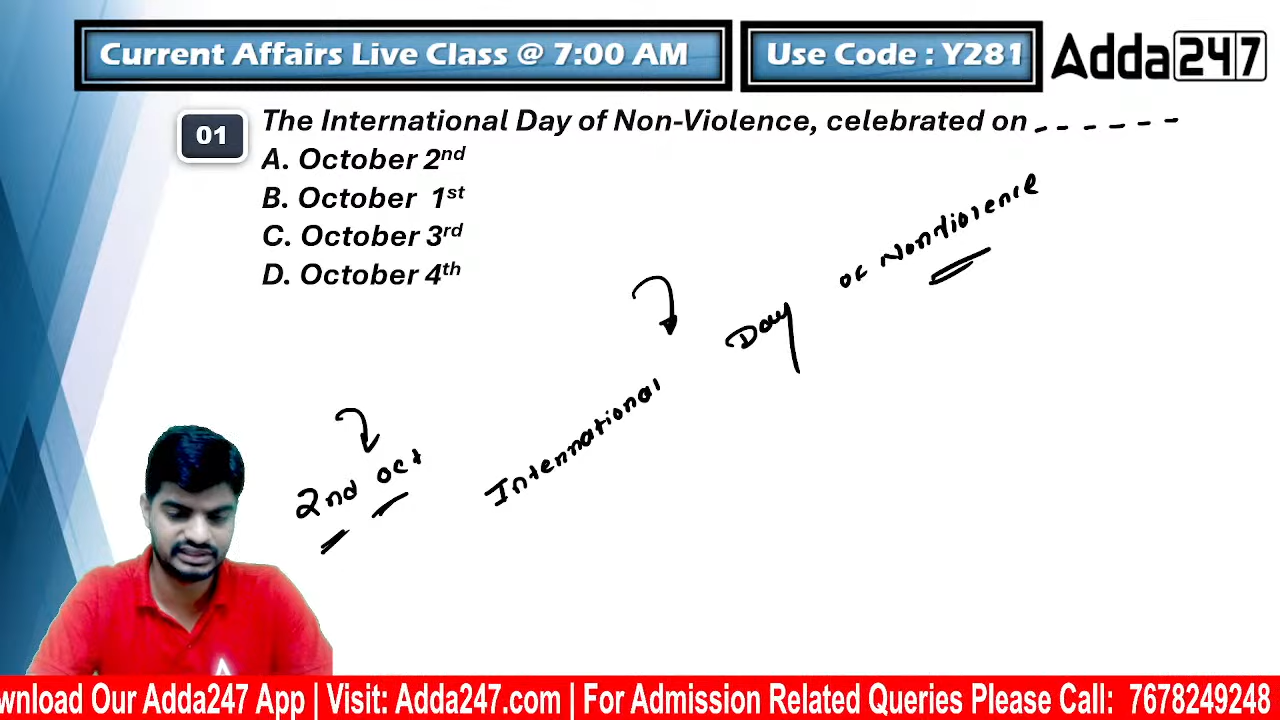 Current Affairs Live Class @ 7:00 AM
Use Code : Y281
Adda247
01
The International Day of Non-Violence, celebrated on ------
A. October 2nd
B. October 1st
C. October 3rd
D. October 4th
2nd Oct International Day oc Nondiorence
wnload Our Adda247 App | Visit: Adda247.com | For Admission Related Queries Please Call: 7678249248